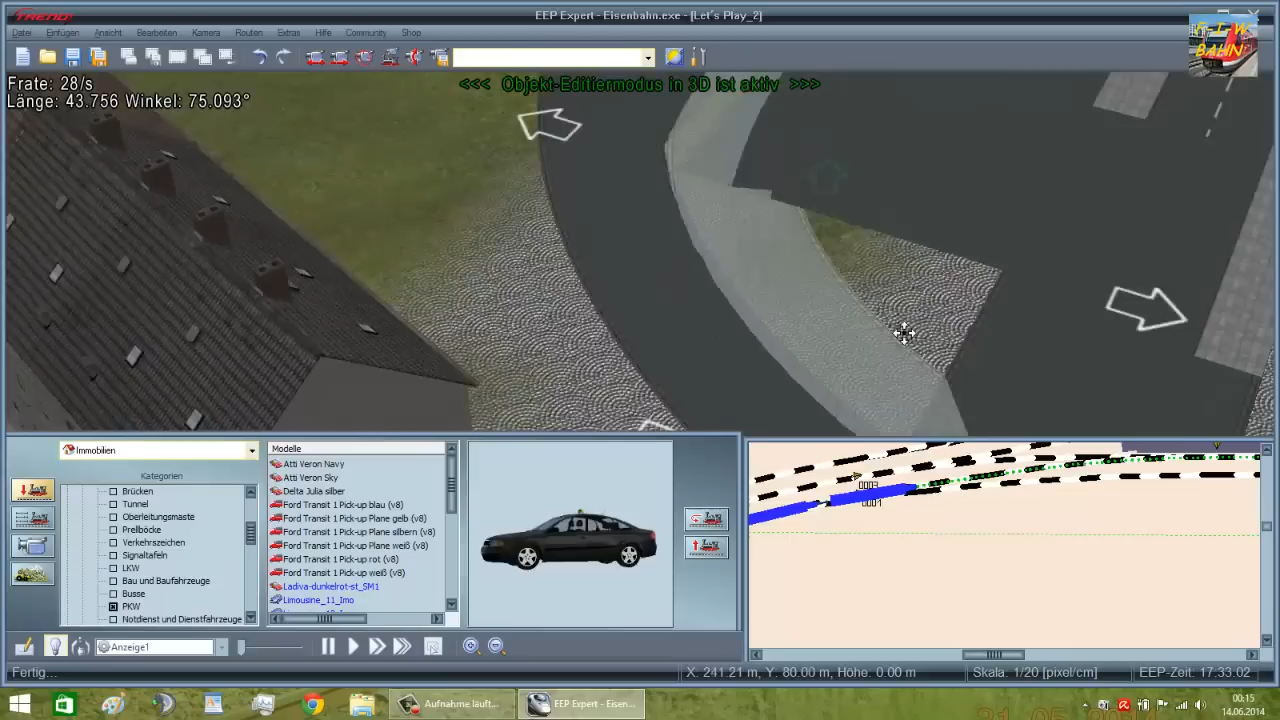 TREND
EEP Expert - Eisenbahn.exe - [Let´s Play_2]
Datei Einfügen Ansicht Bearbeiten Kamera Routen Extras Hilfe Community Shop
F-I-W
BAHN
Frate: 28/s
<<< Objekt-Editiermodus in 3D ist aktiv >>>
Länge: 43.756 Winkel: 75.093°
Immobilien
Kategorien
Brücken
Tunnel
Oberleitungsmaste
Prellböcke
Verkehrszeichen
Signaltafeln
LKW
Bau und Baufahrzeuge
Busse
PKW
Notdienst und Dienstfahrzeuge
Modelle
Atti Veron Navy
Atti Veron Sky
Delta Julia silber
Ford Transit 1 Pick-up blau (v8)
Ford Transit 1 Pick-up Plane gelb (v8)
Ford Transit 1 Pick-up Plane silbern (v8)
Ford Transit 1 Pick-up Plane weiß (v8)
Ford Transit 1 Pick-up rot (v8)
Ford Transit 1 Pick-up weiß (v8)
Ladiva-dunkelrot-st_SM1
Limousine_11_Imo
0003
0001
Anzeige1
Fertig...
X: 241.21 m, Y: 80.00 m, Höhe: 0.00 m
Skala: 1/20 [pixel/cm]
EEP-Zeit: 17:33.02
Aufnahme läuft...
EEP Expert - Eisen...
00:15
14.06.2014